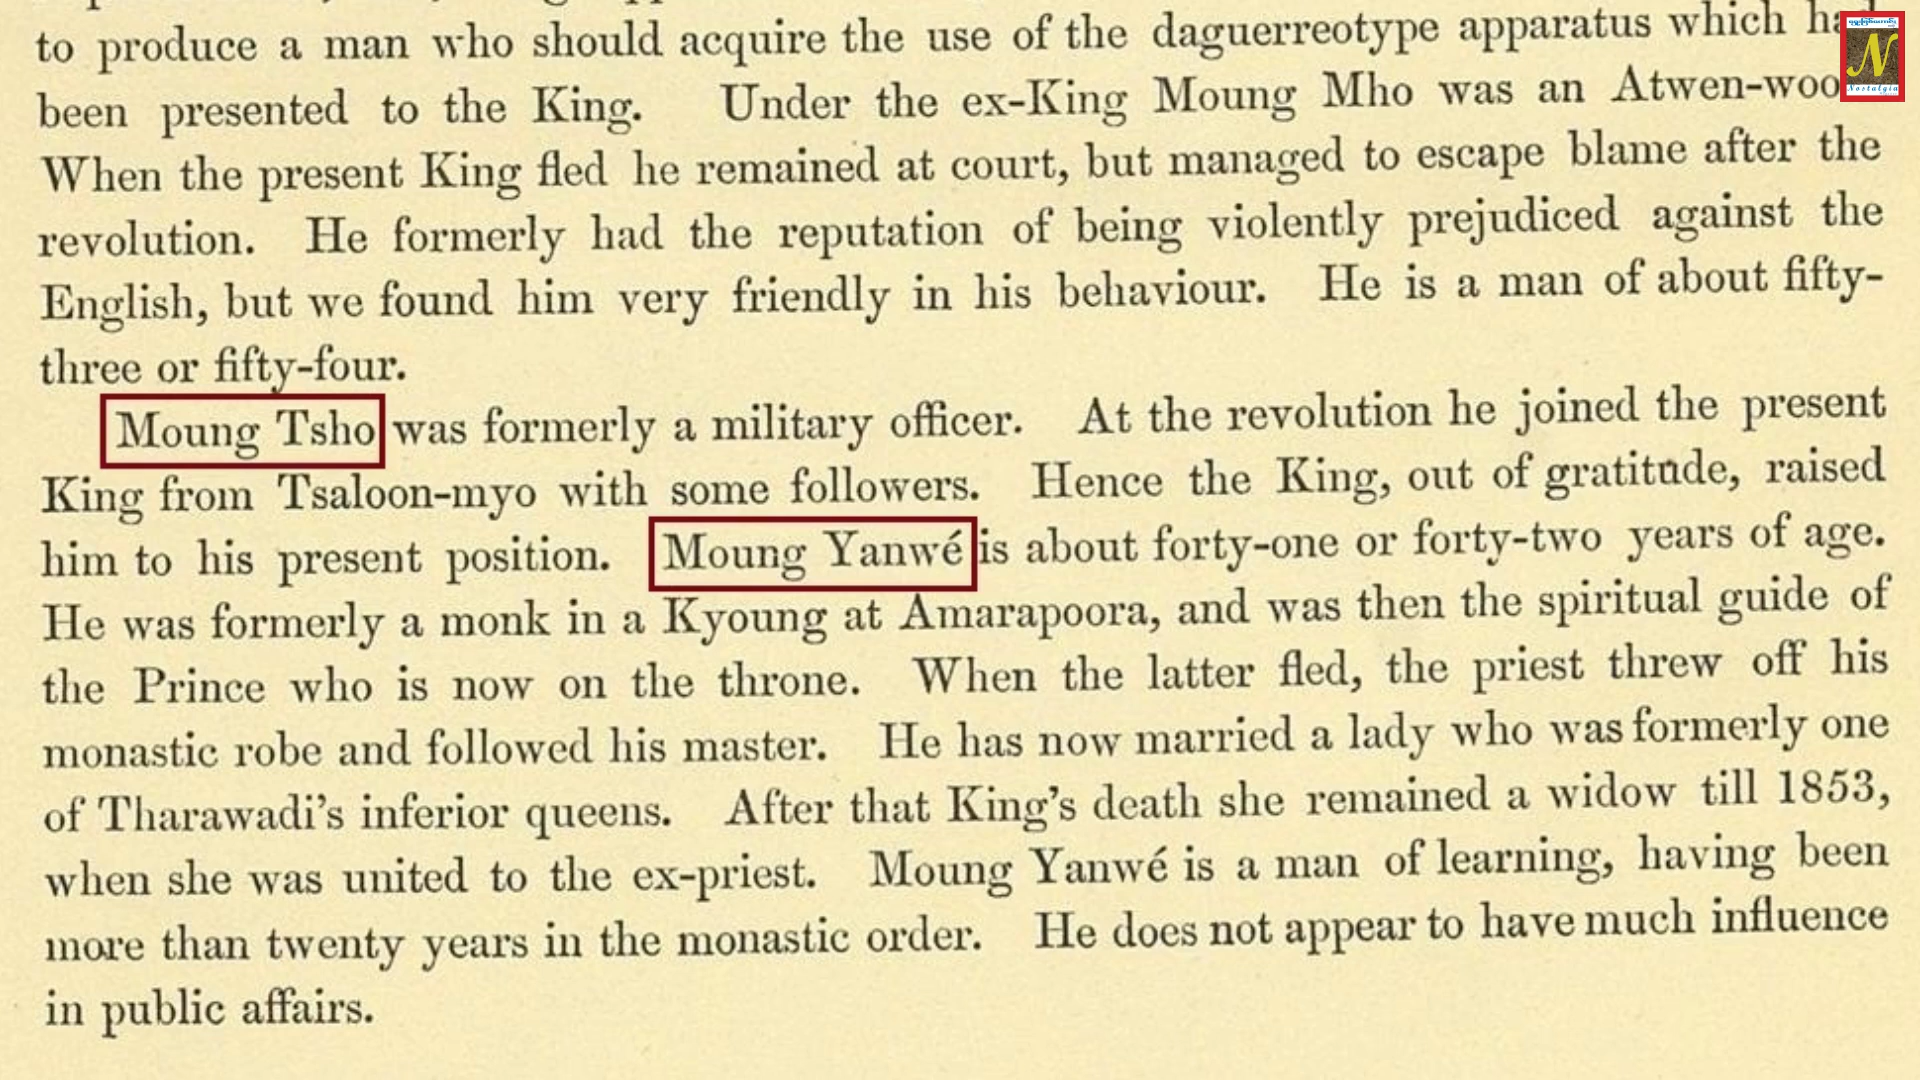 to produce a man who should acquire the use of the daguerreotype apparatus which
been presented to the King. Under the ex-King Moung Mho was an Atwen-woo
When the present King fled he remained at court, but managed to escape blame after the
revolution. He formerly had the reputation of being violently prejudiced against the
English, but we found him very friendly in his behaviour. He is a man of about fifty-
three or fifty-four.
Moung Tsho was formerly a military officer. At the revolution he joined the present
King from Tsaloon-myo with some followers. Hence the King, out of gratitude, raised
him to his present position. Moung Yanwé is about forty-one or forty-two years of age.
He was formerly a monk in a Kyoung at Amarapoora, and was then the spiritual guide of
the Prince who is now on the throne. When the latter fled, the priest threw off his
monastic robe and followed his master. He has now married a lady who was formerly one
of Tharawadi's inferior queens. After that King's death she remained a widow till 1853,
when she was united to the ex-priest. Moung Yanwé is a man of learning, having been
more than twenty years in the monastic order. He does not appear to have much influence
in public affairs.
N
Nostalgia